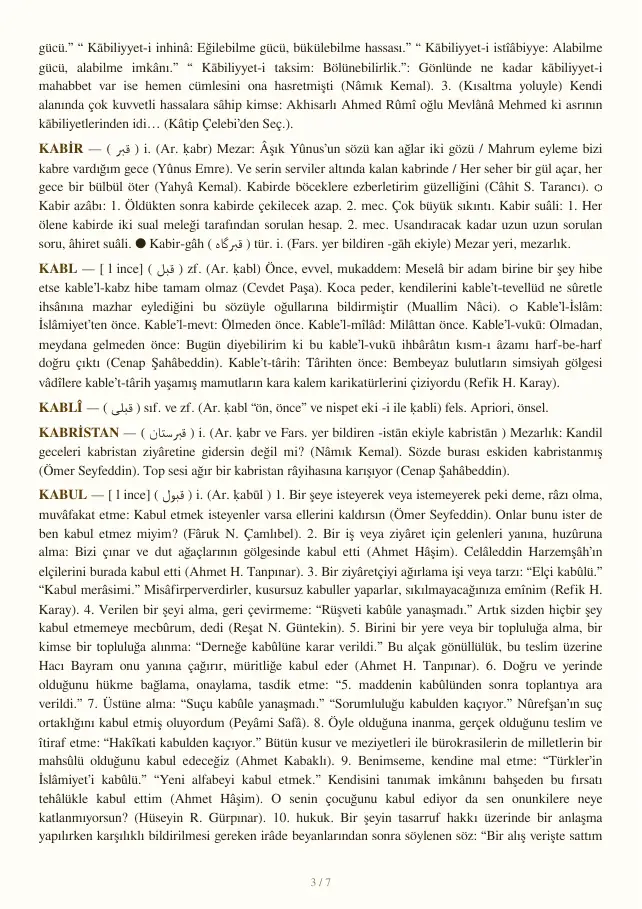 gücü.” “ Kābiliyyet-i inhinâ: Eğilebilme gücü, bükülebilme hassası.” “ Kābiliyyet-i istîâbiyye: Alabilme
gücü, alabilme imkânı.” “ Kābiliyyet-i taksim: Bölünebilirlik.”: Gönlünde ne kadar kābiliyyet-i
mahabbet var ise hemen cümlesini ona hasretmişti (Nâmık Kemal). 3. (Kısaltma yoluyle) Kendi
alanında çok kuvvetli hassalara sâhip kimse: Akhisarlı Ahmed Rûmî oğlu Mevlânâ Mehmed ki asrının
kābiliyetlerinden idi… (Kâtip Çelebi’den Seç.).
KABİR — ( قبر ) i. (Ar. ḳabr) Mezar: Âşık Yûnus’un sözü kan ağlar iki gözü / Mahrum eyleme bizi
kabre vardığım gece (Yûnus Emre). Ve serin serviler altında kalan kabrinde / Her seher bir gül açar, her
gece bir bülbül öter (Yahyâ Kemal). Kabirde böceklere ezberletirim güzelliğini (Câhit S. Tarancı). ѻ
Kabir azâbı: 1. Öldükten sonra kabirde çekilecek azap. 2. mec. Çok büyük sıkıntı. Kabir suâli: 1. Her
ölene kabirde iki sual meleği tarafından sorulan hesap. 2. mec. Usandıracak kadar uzun uzun sorulan
soru, âhiret suâli. ● Kabir-gâh ( قبرگاه ) tür. i. (Fars. yer bildiren -gāh ekiyle) Mezar yeri, mezarlık.
KABL — [ l ince] ( قبل ) zf. (Ar. ḳabl) Önce, evvel, mukaddem: Meselâ bir adam birine bir şey hibe
etse kable’l-kabz hibe tamam olmaz (Cevdet Paşa). Koca peder, kendilerini kable’t-tevellüd ne sûretle
ihsânına mazhar eylediğini bu sözüyle oğullarına bildirmiştir (Muallim Nâci). ѻ Kable’l-İslâm:
İslâmiyet’ten önce. Kable’l-mevt: Ölmeden önce. Kable’l-mîlâd: Milâttan önce. Kable’l-vukū: Olmadan,
meydana gelmeden önce: Bugün diyebilirim ki bu kable’l-vukū ihbârâtın kısm-ı âzamı harf-be-harf
doğru çıktı (Cenap Şahâbeddin). Kable’t-târih: Târihten önce: Bembeyaz bulutların simsiyah gölgesi
vâdîlere kable’t-târih yaşamış mamutların kara kalem karikatürlerini çiziyordu (Refik H. Karay).
KABLÎ — ( قبلى ) sıf. ve zf. (Ar. ḳabl “ön, önce” ve nispet eki -і ile ḳablі) fels. Apriori, önsel.
KABRİSTAN — ( قبرستان ) i. (Ar. ḳabr ve Fars. yer bildiren -istān ekiyle ḳabristān ) Mezarlık: Kandil
geceleri kabristan ziyâretine gidersin değil mi? (Nâmık Kemal). Sözde burası eskiden kabristanmış
(Ömer Seyfeddin). Top sesi ağır bir kabristan râyihasına karışıyor (Cenap Şahâbeddin).
KABUL — [ l ince] ( قبول ) i. (Ar. ḳabūl ) 1. Bir şeye isteyerek veya istemeyerek peki deme, râzı olma,
muvâfakat etme: Kabul etmek isteyenler varsa ellerini kaldırsın (Ömer Seyfeddin). Onlar bunu ister de
ben kabul etmez miyim? (Fâruk N. Çamlıbel). 2. Bir iş veya ziyâret için gelenleri yanına, huzûruna
alma: Bizi çınar ve dut ağaçlarının gölgesinde kabul etti (Ahmet Hâşim). Celâleddin Harzemşâh’ın
elçilerini burada kabul etti (Ahmet H. Tanpınar). 3. Bir ziyâretçiyi ağırlama işi veya tarzı: “Elçi kabûlü.”
“Kabul merâsimi.” Misâfirperverdirler, kusursuz kabuller yaparlar, sıkılmayacağınıza emînim (Refik H.
Karay). 4. Verilen bir şeyi alma, geri çevirmeme: “Rüşveti kabûle yanaşmadı.” Artık sizden hiçbir şey
kabul etmemeye mecbûrum, dedi (Reşat N. Güntekin). 5. Birini bir yere veya bir topluluğa alma, bir
kimse bir topluluğa alınma: “Derneğe kabûlüne karar verildi.” Bu alçak gönüllülük, bu teslim üzerine
Hacı Bayram onu yanına çağırır, müritliğe kabul eder (Ahmet H. Tanpınar). 6. Doğru ve yerinde
olduğunu hükme bağlama, onaylama, tasdik etme: “5. maddenin kabûlünden sonra toplantıya ara
verildi.” 7. Üstüne alma: “Suçu kabûle yanaşmadı.” “Sorumluluğu kabulden kaçıyor.” Nûrefşan’ın suç
ortaklığını kabul etmiş oluyordum (Peyâmi Safâ). 8. Öyle olduğuna inanma, gerçek olduğunu teslim ve
îtiraf etme: “Hakîkati kabulden kaçıyor.” Bütün kusur ve meziyetleri ile bürokrasilerin de milletlerin bir
mahsûlü olduğunu kabul edeceğiz (Ahmet Kabaklı). 9. Benimseme, kendine mal etme: “Türkler’in
İslâmiyet’i kabûlü.” “Yeni alfabeyi kabul etmek.” Kendisini tanımak imkânını bahşeden bu fırsatı
tehâlükle kabul ettim (Ahmet Hâşim). O senin çocuğunu kabul ediyor da sen onunkilere neye
katlanmıyorsun? (Hüseyin R. Gürpınar). 10. hukuk. Bir şeyin tasarruf hakkı üzerinde bir anlaşma
yapılırken karşılıklı bildirilmesi gereken irâde beyanlarından sonra söylenen söz: “Bir alış verişte sattım
3 / 7